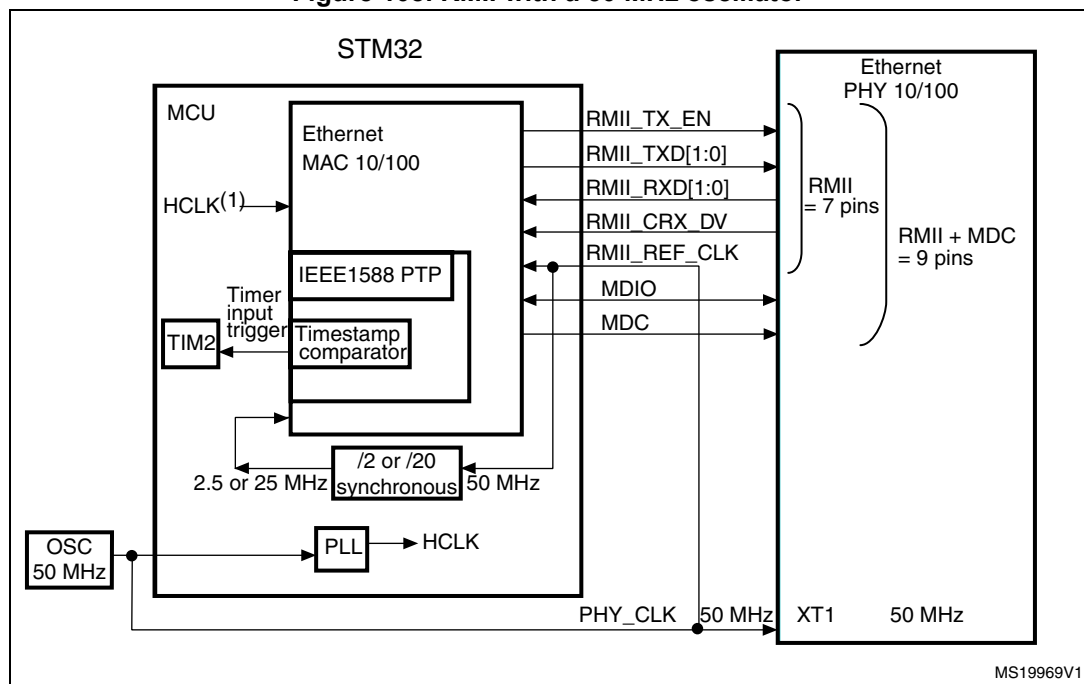 Figure RMII with a 50 MHz oscillator
STM32
MCU
Ethernet
MAC 10/100
HCLK(1)
IEEE1588 PTP
Timer
input
trigger
TIM2
Timestamp
comparator
/2 or /20
synchronous
2.5 or 25 MHz
50 MHz
OSC
50 MHz
PLL
HCLK
RMII_TX_EN
RMII_TXD[1:0]
RMII_RXD[1:0]
RMII_CRX_DV
RMII_REF_CLK
MDIO
MDC
Ethernet
PHY 10/100
RMII
= 7 pins
RMII + MDC
= 9 pins
PHY_CLK 50 MHz
XT1 50 MHz
MS19969V1